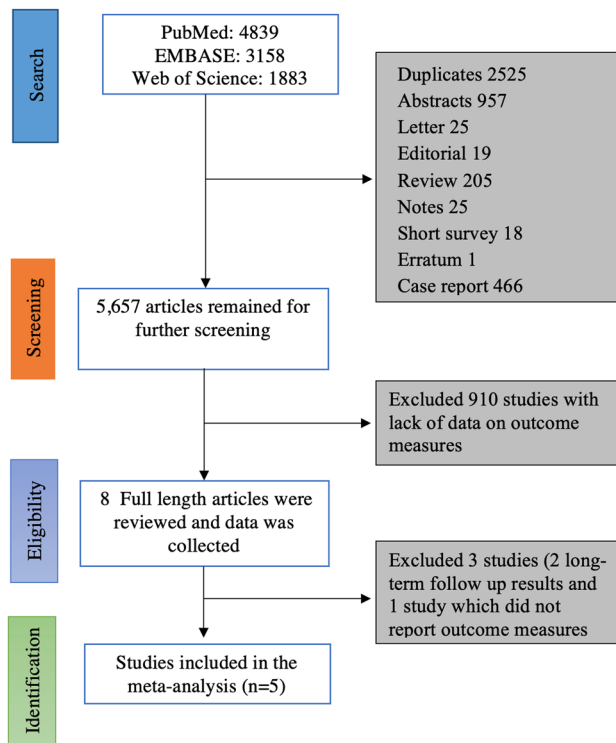 Search
PubMed: 4839
EMBASE: 3158
Web of Science: 1883
Duplicates 2525
Abstracts 957
Letter 25
Editorial 19
Review 205
Notes 25
Short survey 18
Erratum 1
Case report 466
Screening
5,657 articles remained for
further screening
Excluded 910 studies with
lack of data on outcome
measures
Eligibility
8 Full length articles were
reviewed and data was
collected
Excluded 3 studies (2 long-
term follow up results and
1 study which did not
report outcome measures
Identification
Studies included in the
meta-analysis (n=5)